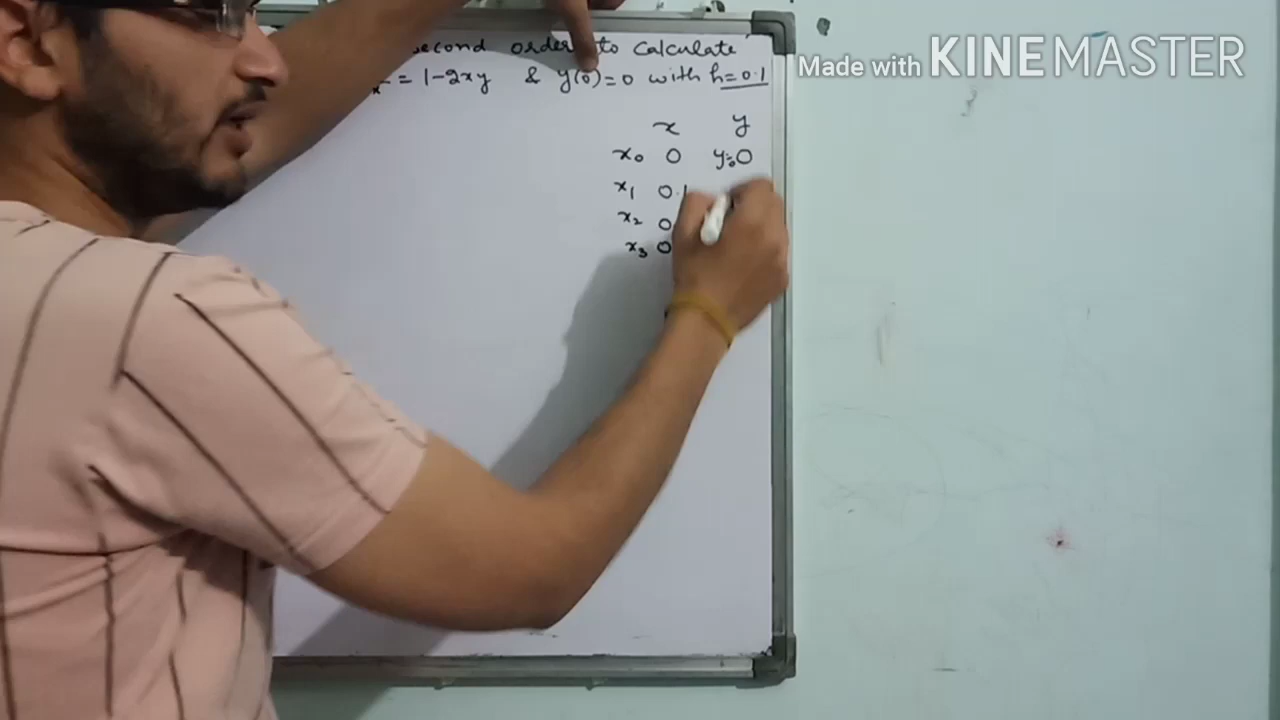 second order to calculate
= 1-2xy & y(0)=0 with h=0.1
Made with KINEMASTER
x y
x₀ 0 y₀=0
x₁ 0.1
x₂ 0
x₃ 0